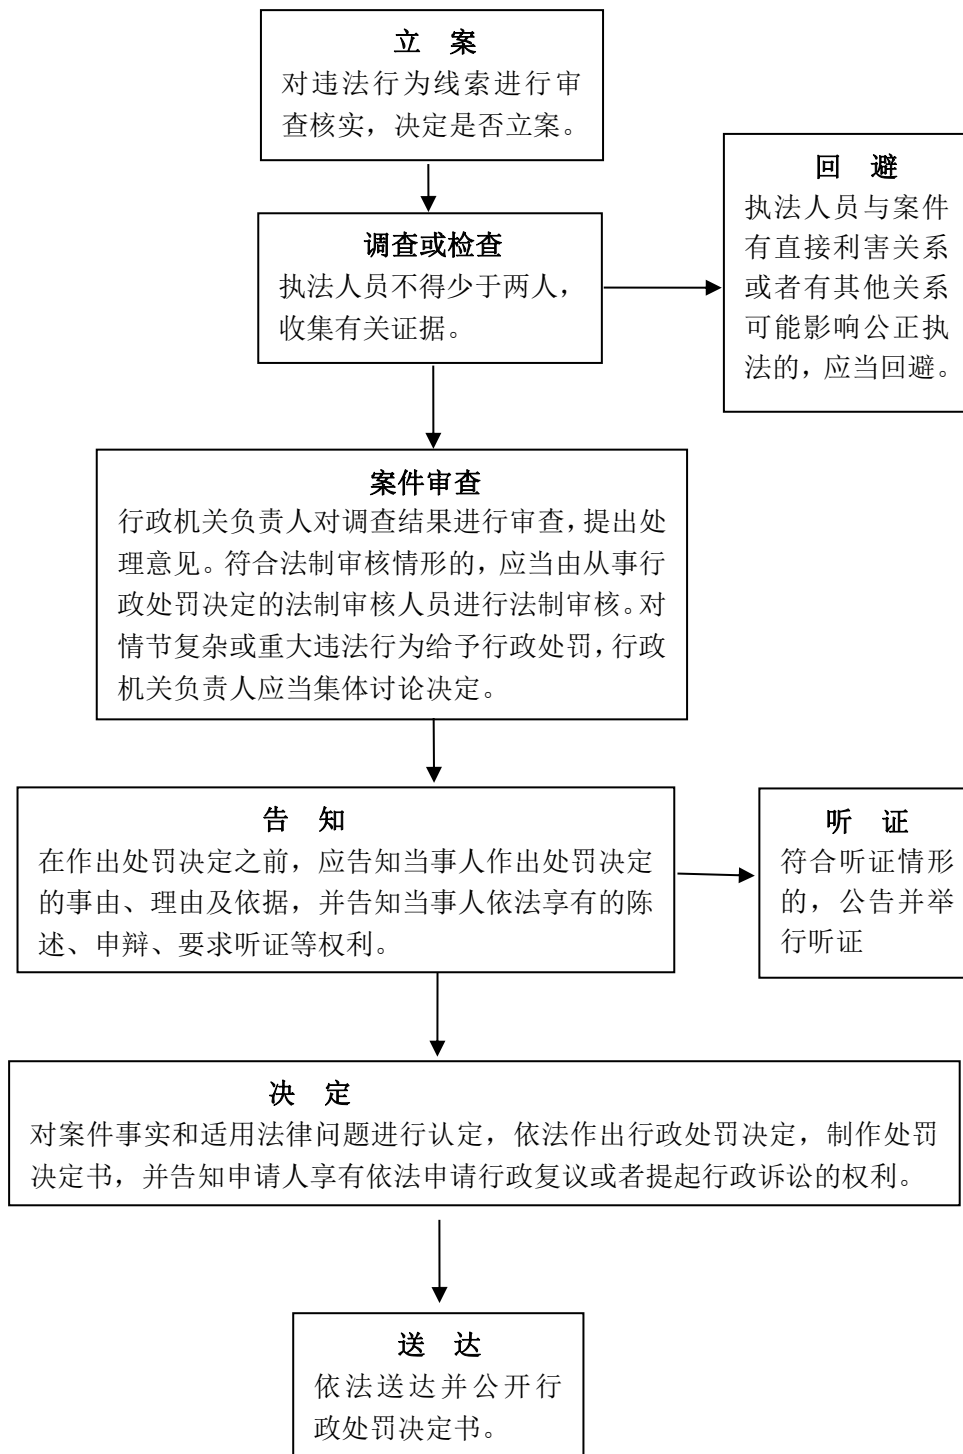 立 案
对违法行为线索进行审
查核实，决定是否立案。
回 避
执法人员与案件
有直接利害关系
或者有其他关系
可能影响公正执
法的，应当回避。
调查或检查
执法人员不得少于两人，
收集有关证据。
案件审查
行政机关负责人对调查结果进行审查，提出处
理意见。符合法制审核情形的，应当由从事行
政处罚决定的法制审核人员进行法制审核。对
情节复杂或重大违法行为给予行政处罚，行政
机关负责人应当集体讨论决定。
告 知
在作出处罚决定之前，应告知当事人作出处罚决定
的事由、理由及依据，并告知当事人依法享有的陈
述、申辩、要求听证等权利。
听 证
符合听证情形
的，公告并举
行听证
决 定
对案件事实和适用法律问题进行认定，依法作出行政处罚决定，制作处罚
决定书，并告知申请人享有依法申请行政复议或者提起行政诉讼的权利。
送 达
依法送达并公开行
政处罚决定书。